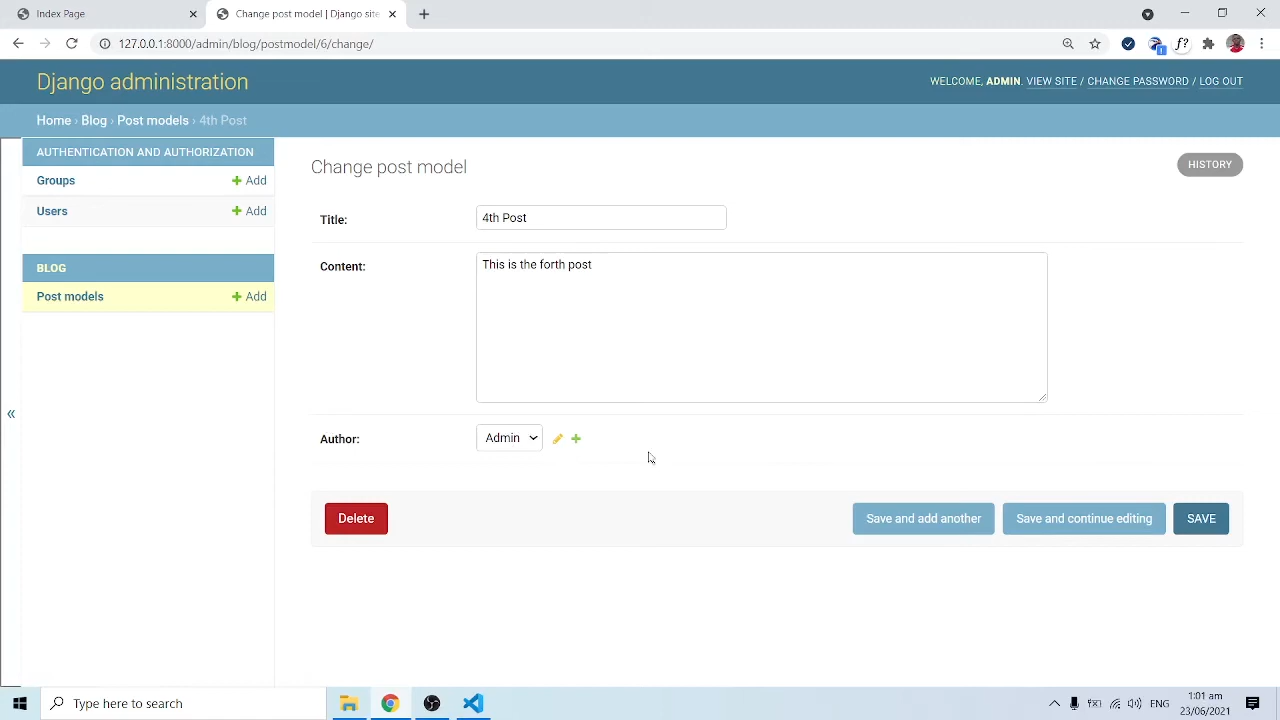 Index Page
Change post model | Django site
127.0.0.1:8000/admin/blog/postmodel/6/change/
Django administration
WELCOME, ADMIN. VIEW SITE / CHANGE PASSWORD / LOG OUT
Home › Blog › Post models › 4th Post
AUTHENTICATION AND AUTHORIZATION
Groups
Add
Users
Add
BLOG
Post models
Add
«
Change post model
HISTORY
Title:
4th Post
Content:
This is the forth post
Author:
Admin
Delete
Save and add another
Save and continue editing
SAVE
Type here to search
ENG
1:01 am
23/06/2021